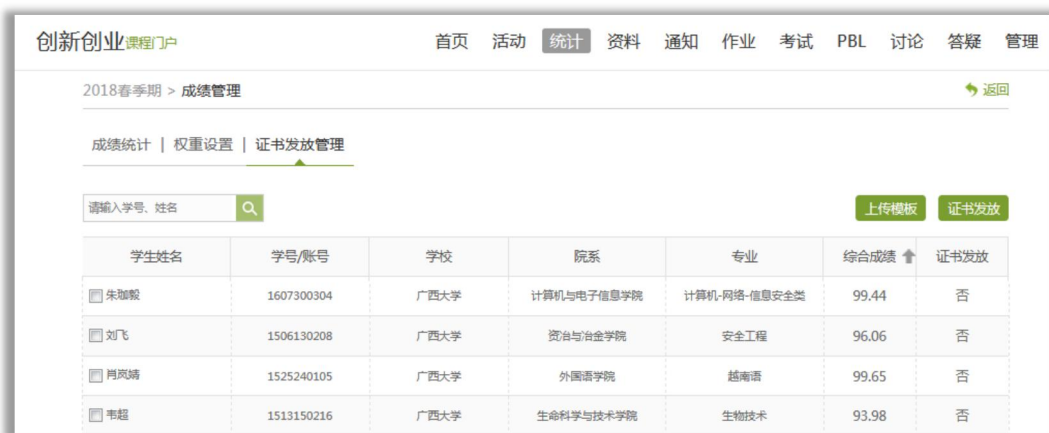 创新创业课程门户 首页 活动 统计 资料 通知 作业 考试 PBL 讨论 答疑 管理
2018春季期 > 成绩管理 返回
成绩统计 | 权重设置 | 证书发放管理
请输入学号、姓名 上传模板 证书发放
学生姓名 学号/账号 学校 院系 专业 综合成绩 证书发放
朱珈毅 1607300304 广西大学 计算机与电子信息学院 计算机-网络-信息安全类 99.44 否
刘飞 1506130208 广西大学 资冶与冶金学院 安全工程 96.06 否
肖岚婧 1525240105 广西大学 外国语学院 越南语 99.65 否
韦超 1513150216 广西大学 生命科学与技术学院 生物技术 93.98 否